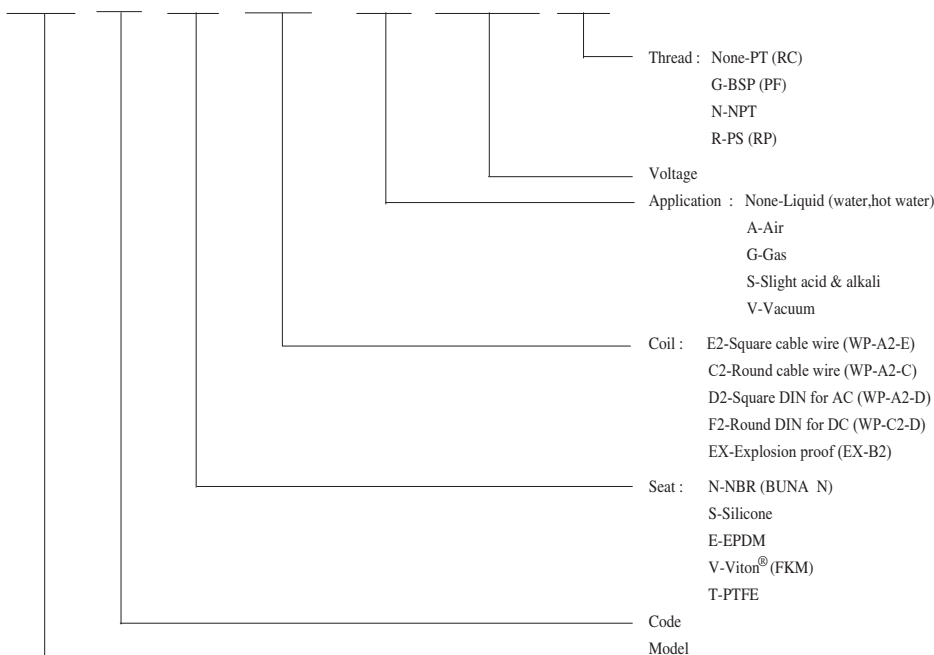 Thread : None-PT (RC)
G-BSP (PF)
N-NPT
R-PS (RP)
Voltage
Application : None-Liquid (water,hot water)
A-Air
G-Gas
S-Slight acid & alkali
V-Vacuum
Coil : E2-Square cable wire (WP-A2-E)
C2-Round cable wire (WP-A2-C)
D2-Square DIN for AC (WP-A2-D)
F2-Round DIN for DC (WP-C2-D)
EX-Explosion proof (EX-B2)
Seat : N-NBR (BUNA N)
S-Silicone
E-EPDM
V-Viton® (FKM)
T-PTFE
Code
Model